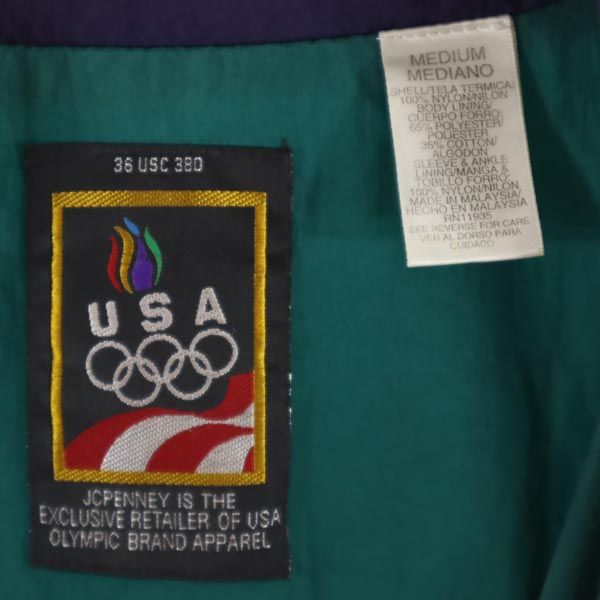 MEDIUM
MEDIANO
SHELL/TELA TERMICA:
100% NYLON/NILON
BODY LINING/
CUERPO FORRO:
65% POLYESTER/
POLIESTER
35% COTTON/
ALGODON
SLEEVE & ANKLE
LINING/MANGA &
TOBILLO FORRO:
100% NYLON/NILON
MADE IN MALAYSIA/
HECHO EN MALAYSIA
RN11935
SEE REVERSE FOR CARE
VER AL DORSO PARA
CUIDADO
36 USC 380
USA
JCPENNEY IS THE
EXCLUSIVE RETAILER OF USA
OLYMPIC BRAND APPAREL